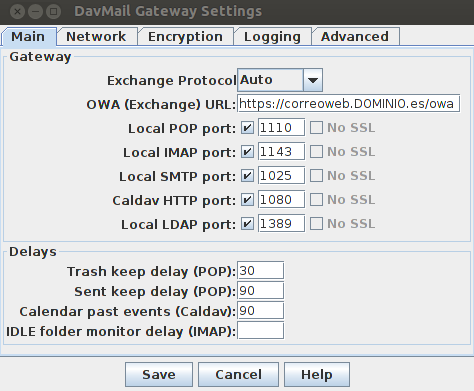 DavMail Gateway Settings
Main Network Encryption Logging Advanced
Gateway
Exchange Protocol Auto
OWA (Exchange) URL: https://correoweb.DOMINIO.es/owa
Local POP port: 1110 No SSL
Local IMAP port: 1143 No SSL
Local SMTP port: 1025 No SSL
Caldav HTTP port: 1080 No SSL
Local LDAP port: 1389 No SSL
Delays
Trash keep delay (POP): 30
Sent keep delay (POP): 90
Calendar past events (Caldav): 90
IDLE folder monitor delay (IMAP):
Save Cancel Help